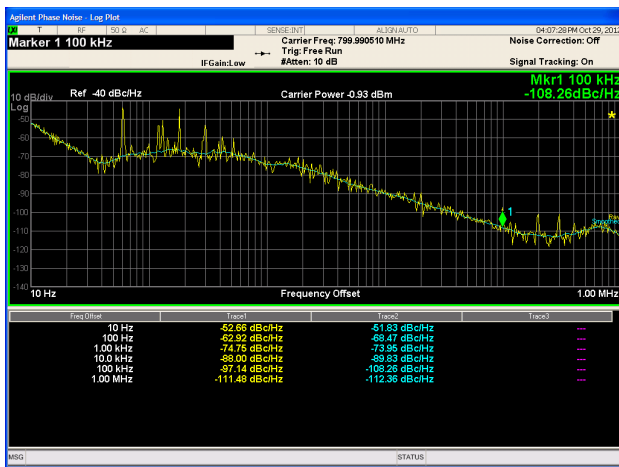 Agilent Phase Noise - Log Plot
T RF 50 Ω AC SENSE:INT ALIGN AUTO 04:07:28 PM Oct 29, 201
Marker 1 100 kHz
Carrier Freq: 799.990510 MHz
Noise Correction: Off
Trig: Free Run
IFGain:Low
#Atten: 10 dB
Signal Tracking: On
Mkr1 100 kHz
-108.26dBc/Hz
10 dB/div Ref -40 dBc/Hz Carrier Power -0.93 dBm
Log
-50
-60
-70
-80
-90
-100
-110
-120
-130
-140
1
10 Hz Frequency Offset 1.00 MHz
Freq Offset Trace1 Trace2 Trace3
10 Hz -52.66 dBc/Hz -51.83 dBc/Hz ---
100 Hz -62.92 dBc/Hz -68.47 dBc/Hz ---
1.00 kHz -74.75 dBc/Hz -73.95 dBc/Hz ---
10.0 kHz -88.00 dBc/Hz -89.83 dBc/Hz ---
100 kHz -97.14 dBc/Hz -108.26 dBc/Hz ---
1.00 MHz -111.48 dBc/Hz -112.36 dBc/Hz ---
MSG STATUS